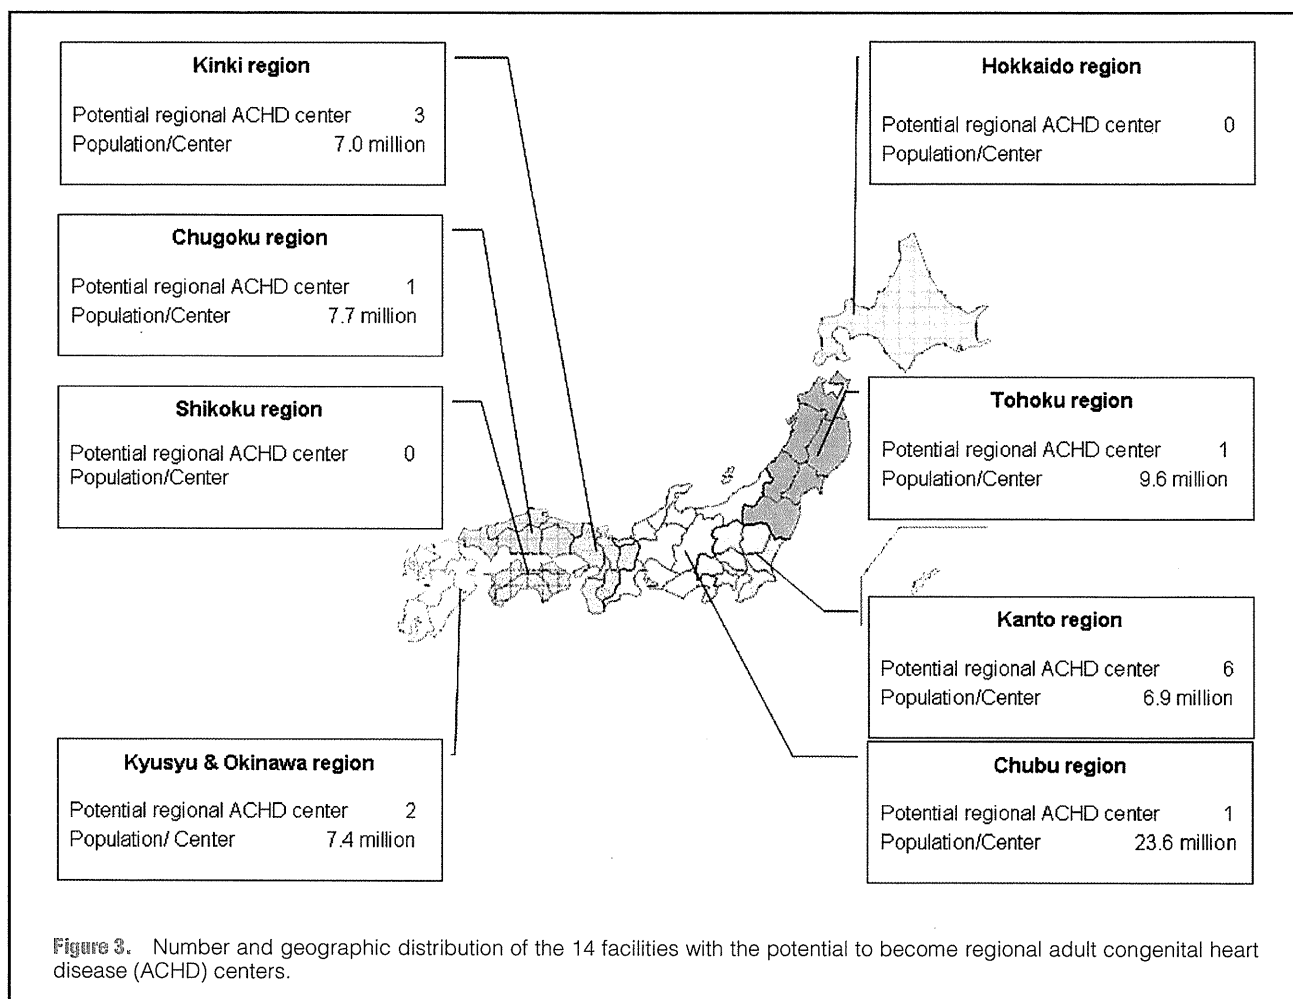 Kinki region
Potential regional ACHD center 3
Population/Center 7.0 million
Chugoku region
Potential regional ACHD center 1
Population/Center 7.7 million
Shikoku region
Potential regional ACHD center 0
Population/Center
Kyusyu & Okinawa region
Potential regional ACHD center 2
Population/ Center 7.4 million
Hokkaido region
Potential regional ACHD center 0
Population/Center
Tohoku region
Potential regional ACHD center 1
Population/Center 9.6 million
Kanto region
Potential regional ACHD center 6
Population/Center 6.9 million
Chubu region
Potential regional ACHD center 1
Population/Center 23.6 million
Figure 3. Number and geographic distribution of the 14 facilities with the potential to become regional adult congenital heart
disease (ACHD) centers.